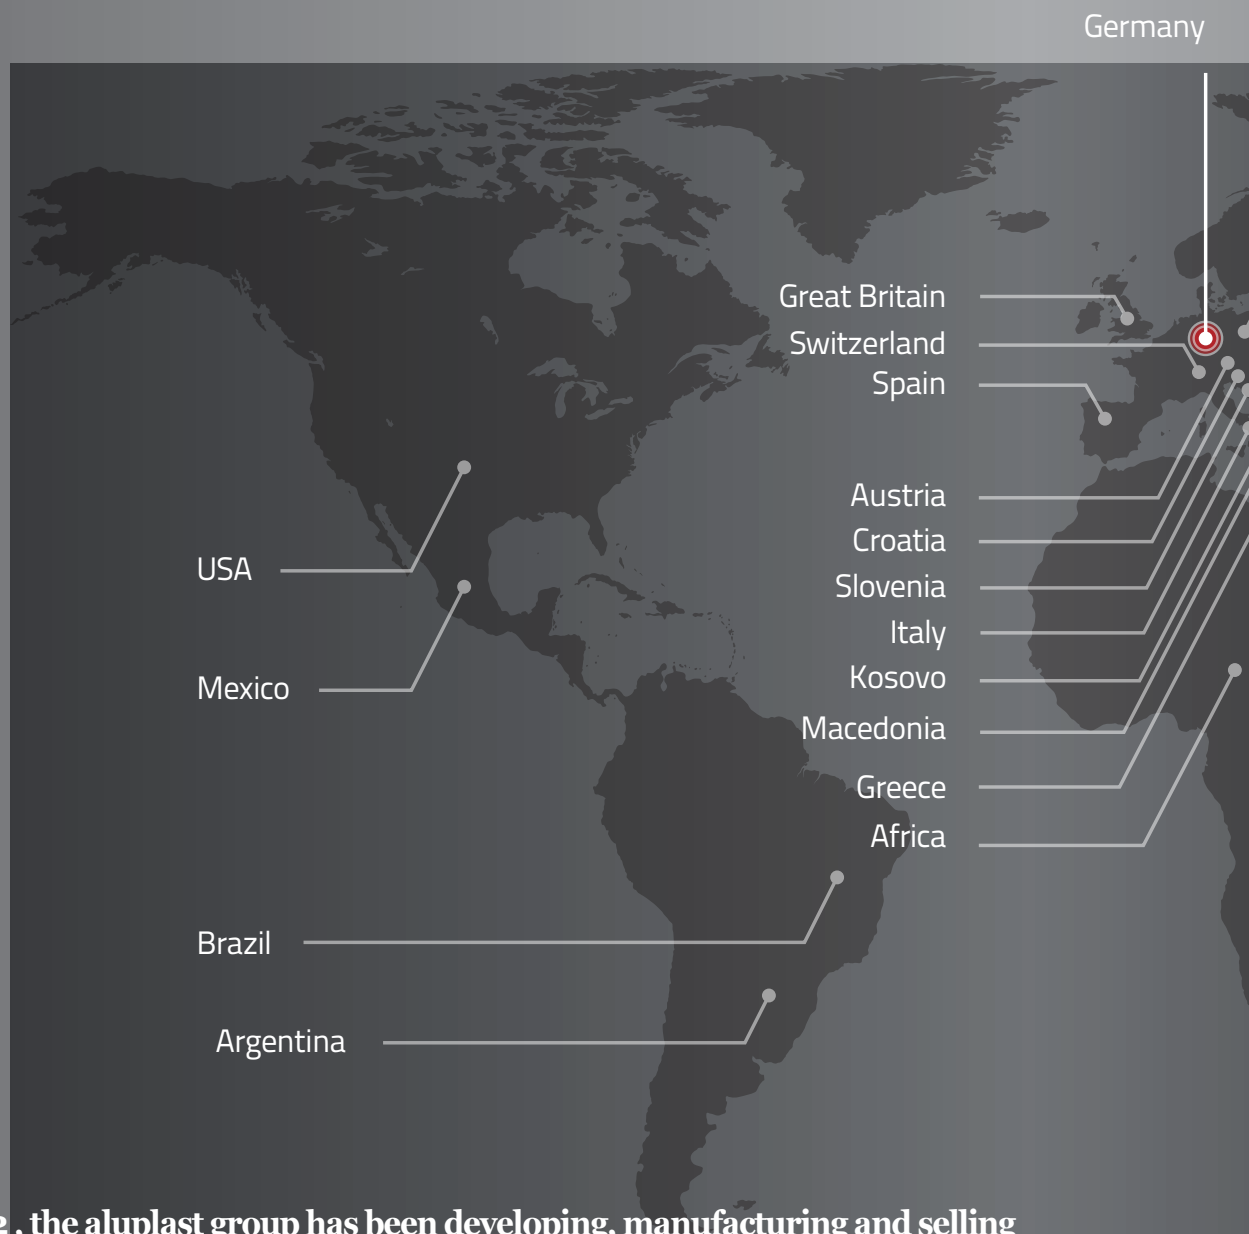 Germany
Great Britain
Switzerland
Spain
Austria
Croatia
USA
Slovenia
Italy
Kosovo
Mexico
Macedonia
Greece
Africa
Brazil
Argentina
, the aluplast group has been developing, manufacturing and selling